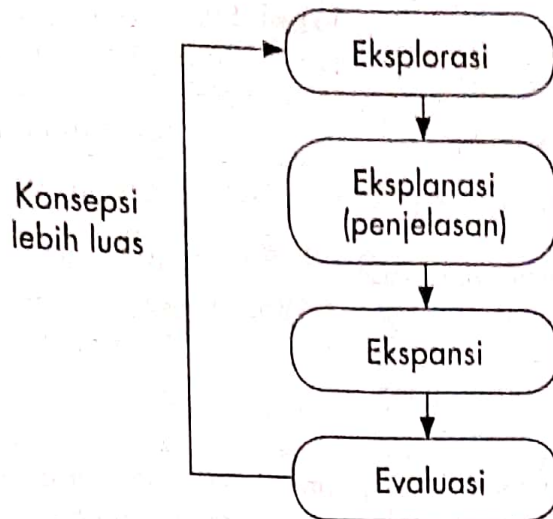 Eksplorasi
Eksplanasi
(penjelasan)
Konsepsi
lebih luas
Ekspansi
Evaluasi